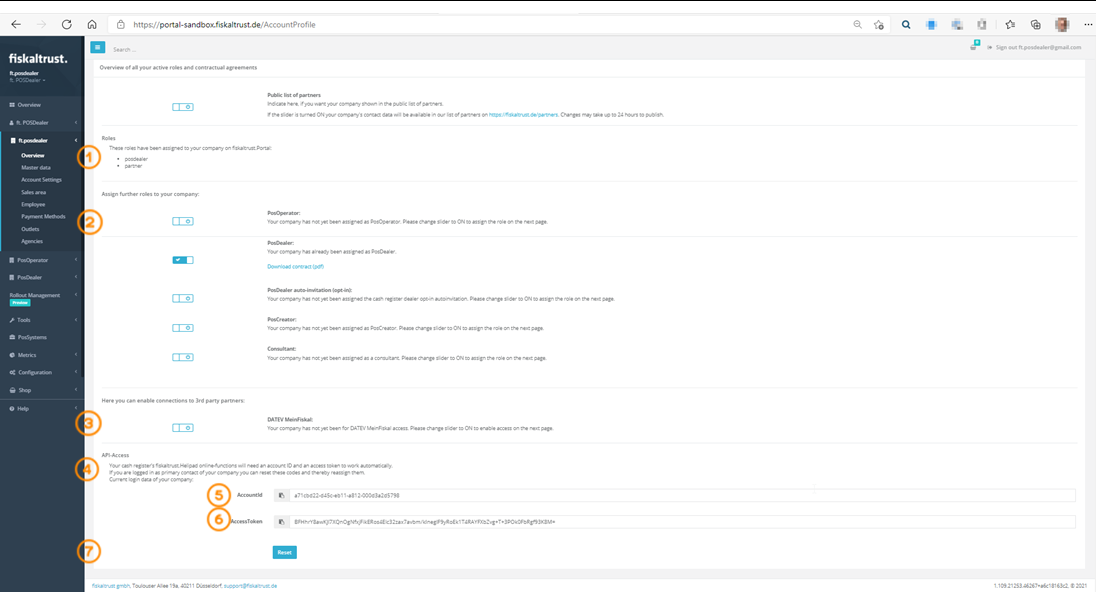 https://portal-sandbox.fiskaltrust.de/AccountProfile
fiskaltrust.
ft.posdealer
ft. POSDealer
Overview
ft. POSDealer
ft.posdealer
Overview
Master data
Account Settings
Sales area
Employee
Payment Methods
Outlets
Agencies
PosOperator
PosDealer
Rollout Management
Preview
Tools
PosSystems
Metrics
Configuration
Shop
Help
Search ...
0
Sign out ft.posdealer@gmail.com
Overview of all your active roles and contractual agreements
Public list of partners
Indicate here, if you want your company shown in the public list of partners.
If the slider is turned ON your company's contact data will be available in our list of partners on https://fiskaltrust.de/partners. Changes may take up to 24 hours to publish.
Roles
1
These roles have been assigned to your company on fiskaltrust.Portal:
posdealer
partner
Assign further roles to your company:
2
PosOperator:
Your company has not yet been assigned as PosOperator. Please change slider to ON to assign the role on the next page.
PosDealer:
Your company has already been assigned as PosDealer.
Download contract (pdf)
PosDealer auto-invitation (opt-in):
Your company has not yet been assigned the cash register dealer opt-in autoinvitation. Please change slider to ON to assign the role on the next page.
PosCreator:
Your company has not yet been assigned as PosCreator. Please change slider to ON to assign the role on the next page.
Consultant:
Your company has not yet been assigned as a consultant. Please change slider to ON to assign the role on the next page.
Here you can enable connections to 3rd party partners:
3
DATEV MeinFiskal:
Your company has not yet been for DATEV MeinFiskal access. Please change slider to ON to enable access on the next page.
API-Access
4
Your cash register's fiskaltrust.Helipad online-functions will need an account ID and an access token to work automatically.
If you are logged in as primary contact of your company you can reset these codes and thereby reassign them.
Current login data of your company:
5
AccountId
a71cbd22-b45c-eb11-a812-000d3a2d5798
6
AccessToken
7
Reset
fiskaltrust gmbh, Toulouser Allee 19a, 40211 Düsseldorf, support@fiskaltrust.de
1.109.21253.46267+a6c18163c2, © 2021